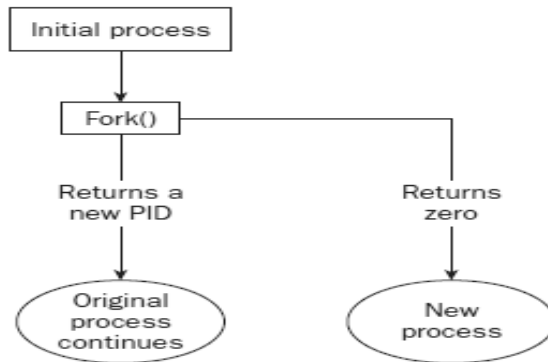 Initial process
Fork()
Returns a
new PID
Returns
zero
Original
process
continues
New
process